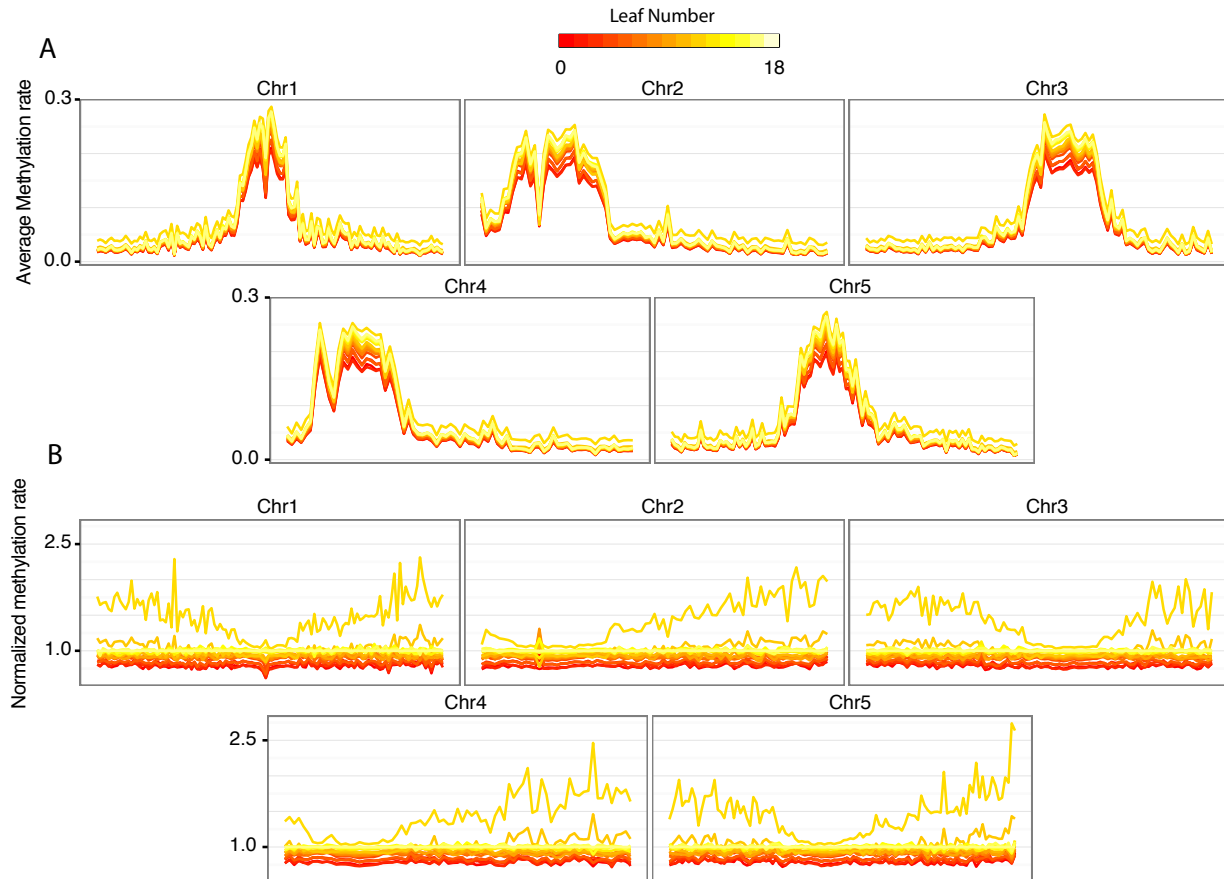 Leaf Number
0 18
A
Chr1 Chr2 Chr3
Average Methylation rate
0.3
0.0
Chr4 Chr5
0.3
0.0
B
Chr1 Chr2 Chr3
Normalized methylation rate
2.5
1.0
Chr4 Chr5
2.5
1.0